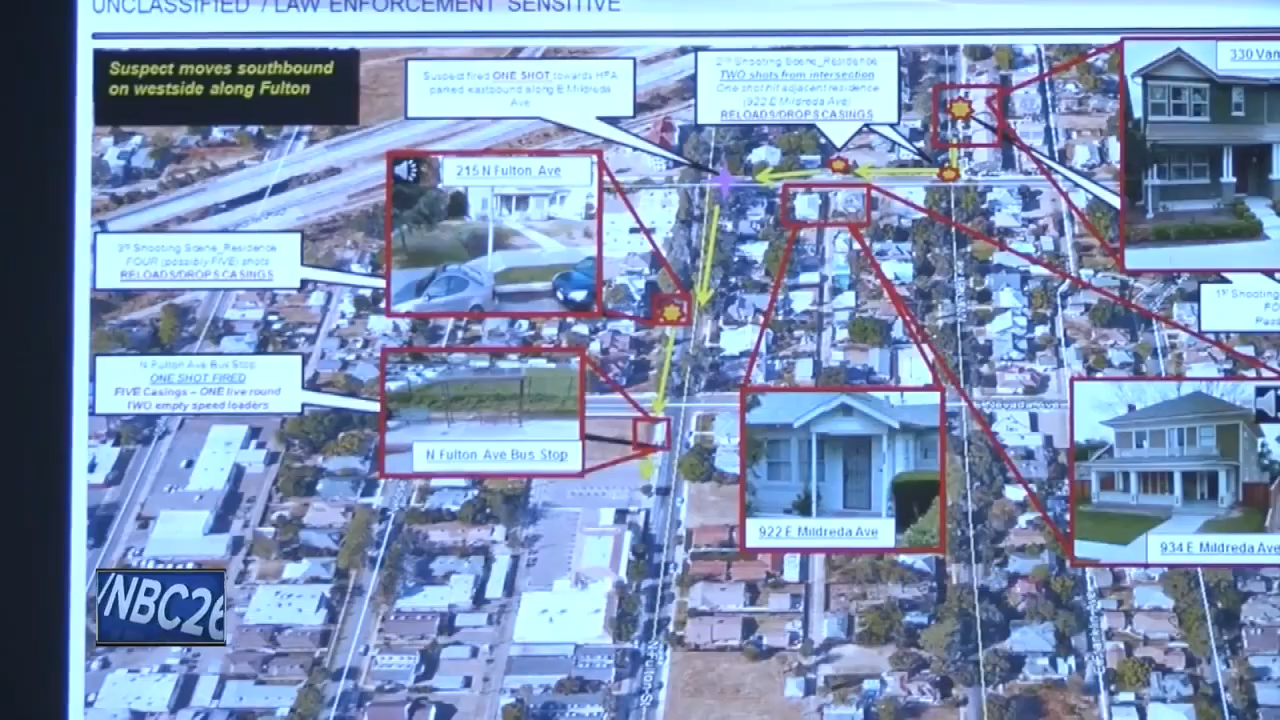 UNCLASSIFIED / LAW ENFORCEMENT SENSITIVE
Suspect moves southbound
on westside along Fulton
Suspect fired ONE SHOT towards
parked eastbound along E Mildreda
Ave
2nd Shooting Scene_Residence
TWO shots from intersection
One shot hit adjacent residence
(922 E Mildreda Ave)
RELOADS/DROPS CASINGS
330 Van
215 N Fulton Ave
3rd Shooting Scene_Residence
FOUR (possibly FIVE) shots
RELOADS/DROPS CASINGS
1st Shooting
N Fulton Ave Bus Stop
ONE SHOT FIRED
FIVE Casings – ONE live round
TWO empty speed loaders
N Fulton Ave Bus Stop
922 E Mildreda Ave
934 E Mildreda Ave
NBC26
N Fulton St